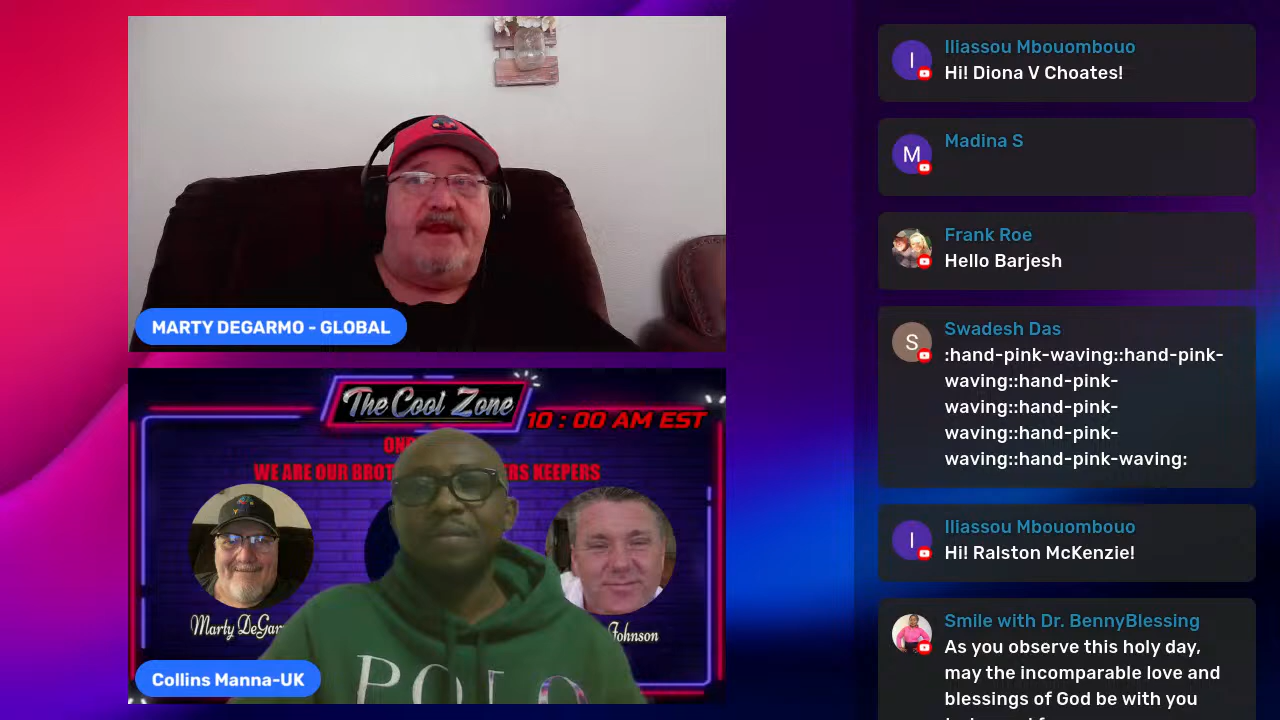 MARTY DEGARMO - GLOBAL
The Cool Zone
10 : 00 AM EST
WE ARE OUR KEEPERS
Marty
Johnson
POLO
Collins Manna-UK
I
Iliassou Mbouombouo
Hi! Diona V Choates!
M
Madina S
Frank Roe
Hello Barjesh
S
Swadesh Das
:hand-pink-waving::hand-pink-
waving::hand-pink-
waving::hand-pink-
waving::hand-pink-
waving::hand-pink-waving:
I
Iliassou Mbouombouo
Hi! Ralston McKenzie!
Smile with Dr. BennyBlessing
As you observe this holy day,
may the incomparable love and
blessings of God be with you